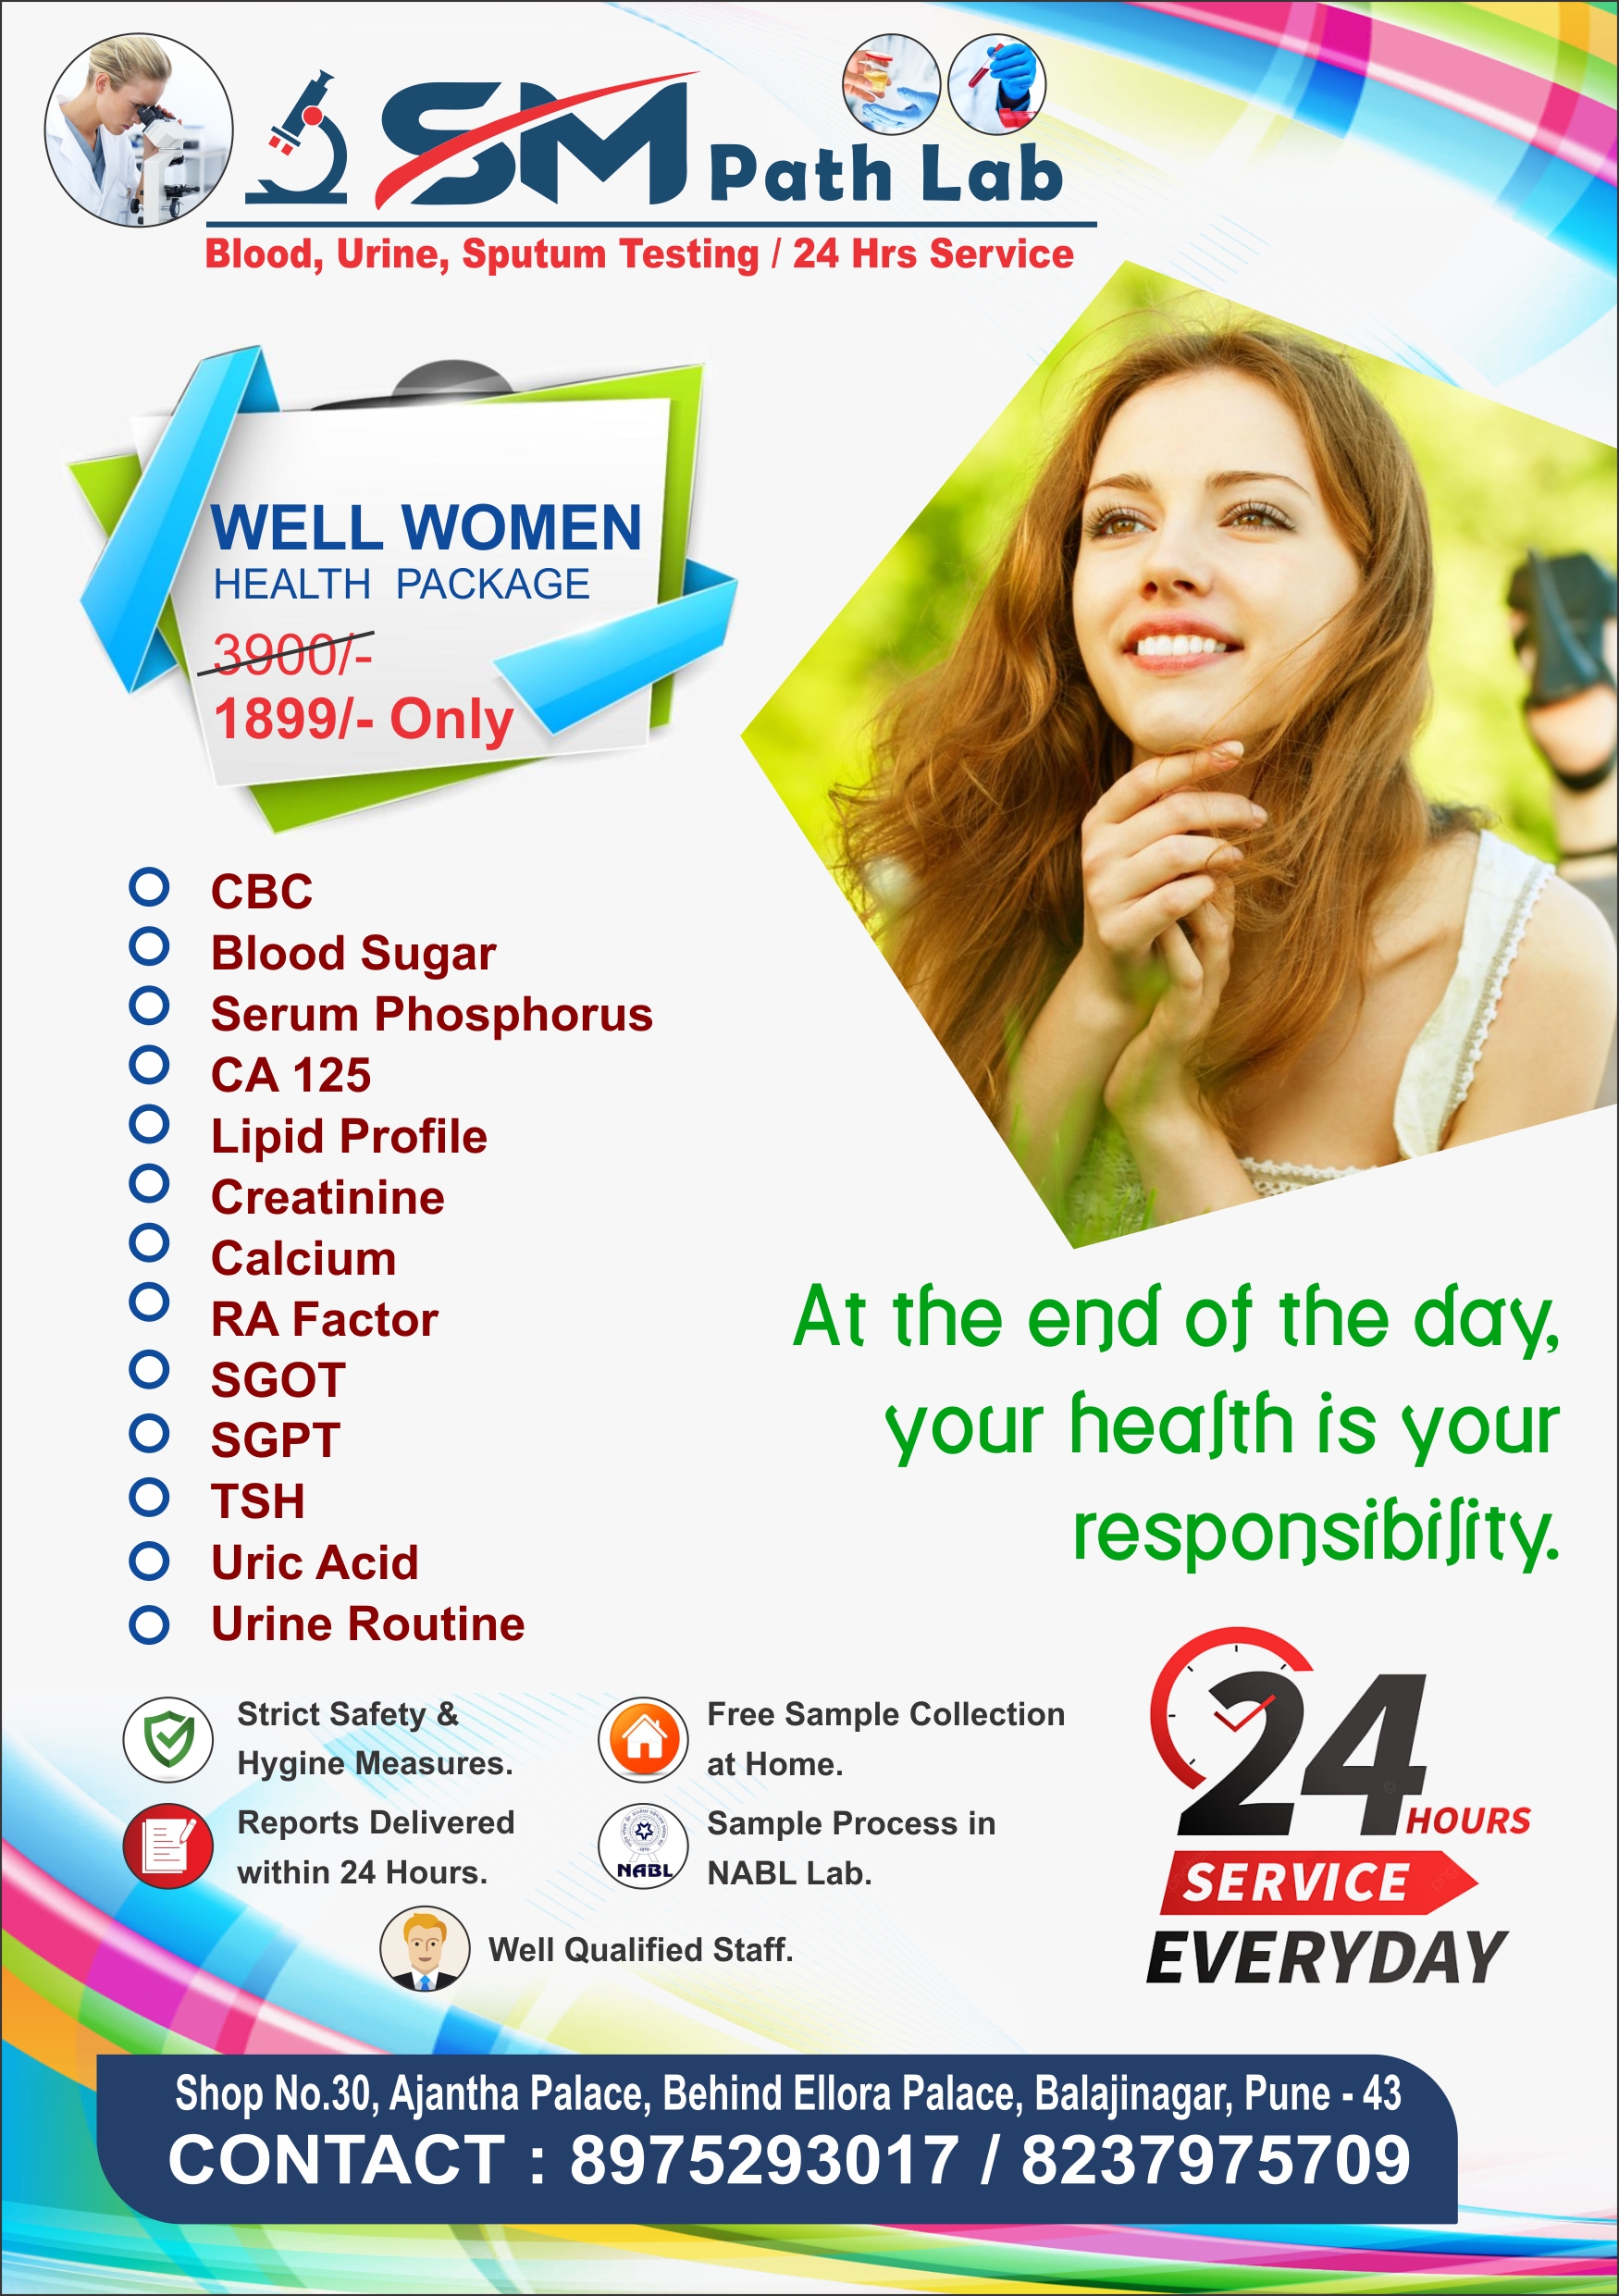 SM Path Lab
Blood, Urine, Sputum Testing / 24 Hrs Service
WELL WOMEN
HEALTH PACKAGE
3900/-
1899/- Only
CBC
Blood Sugar
Serum Phosphorus
CA 125
Lipid Profile
Creatinine
Calcium
RA Factor
SGOT
SGPT
TSH
Uric Acid
Urine Routine
At the end of the day,
your health is your
responsibility.
Strict Safety &
Hygine Measures.
Free Sample Collection
at Home.
Reports Delivered
within 24 Hours.
NABL
Sample Process in
NABL Lab.
Well Qualified Staff.
24 HOURS
SERVICE
EVERYDAY
Shop No.30, Ajantha Palace, Behind Ellora Palace, Balajinagar, Pune - 43
CONTACT : 8975293017 / 8237975709